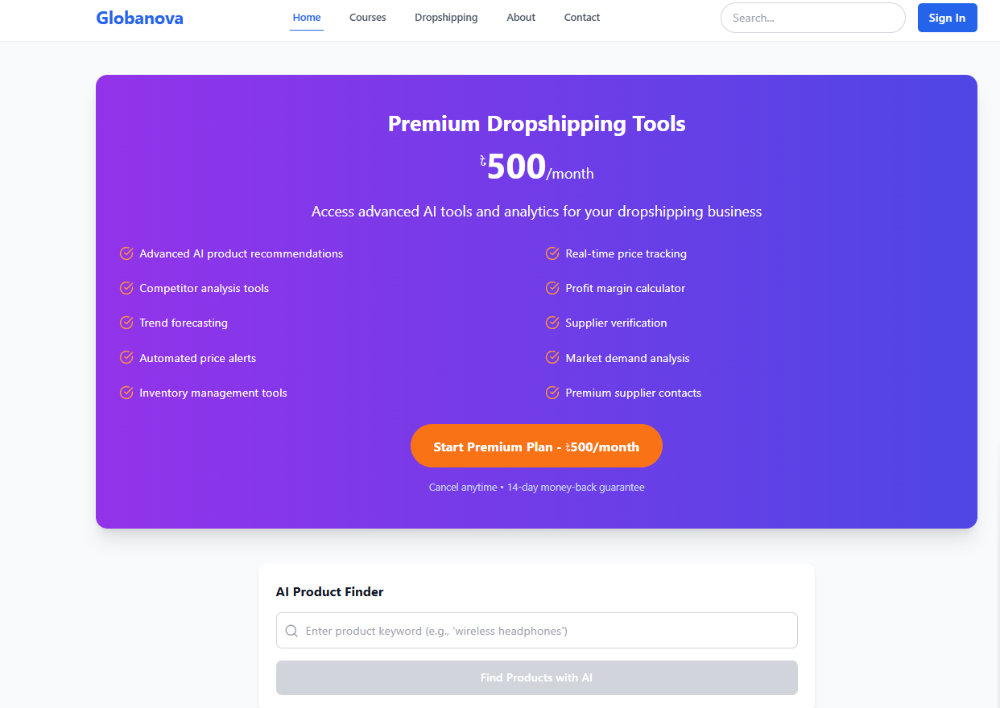 Globanova
Home Courses Dropshipping About Contact
Search...
Sign In
Premium Dropshipping Tools
৳500/month
Access advanced AI tools and analytics for your dropshipping business
Advanced AI product recommendations
Real-time price tracking
Competitor analysis tools
Profit margin calculator
Trend forecasting
Supplier verification
Automated price alerts
Market demand analysis
Inventory management tools
Premium supplier contacts
Start Premium Plan - ৳500/month
Cancel anytime • 14-day money-back guarantee
AI Product Finder
Enter product keyword (e.g., 'wireless headphones')
Find Products with AI